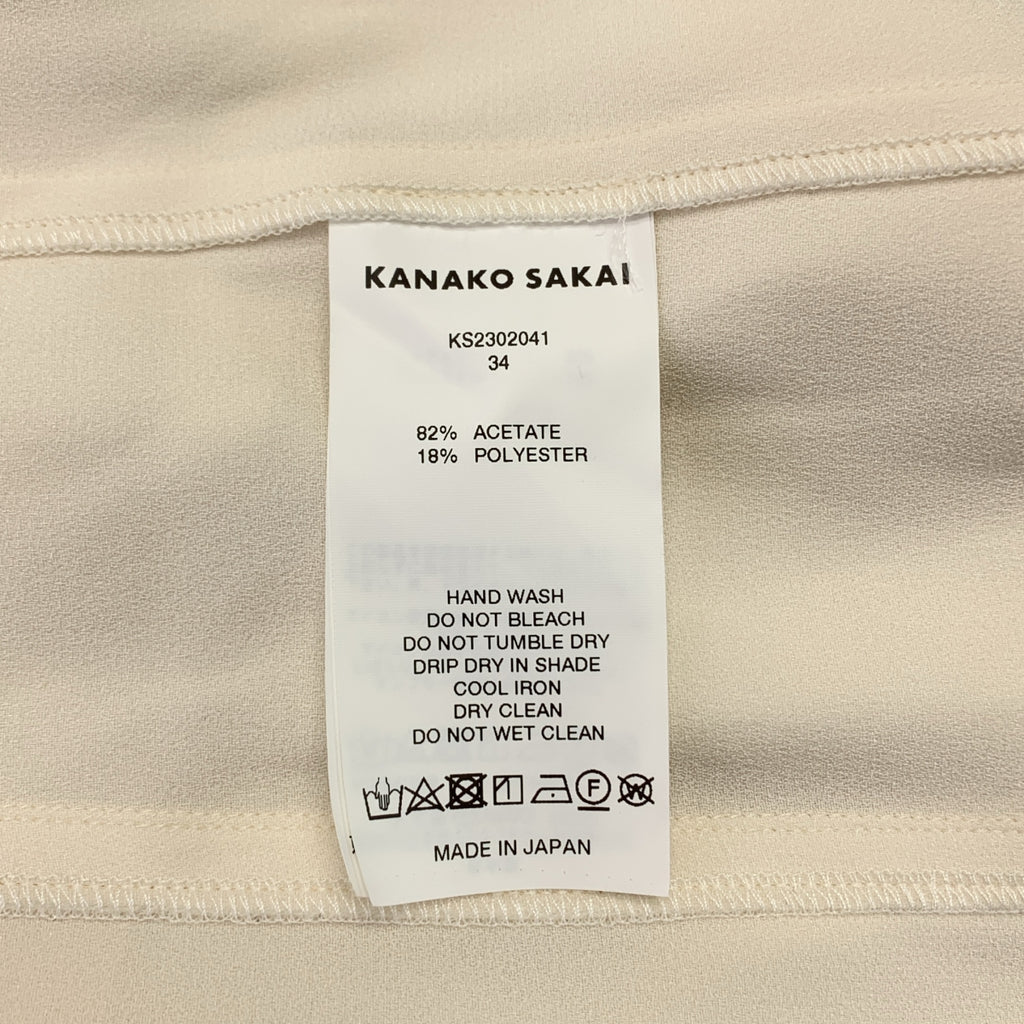 KANAKO SAKAI
KS2302041
34
82% ACETATE
18% POLYESTER
HAND WASH
DO NOT BLEACH
DO NOT TUMBLE DRY
DRIP DRY IN SHADE
COOL IRON
DRY CLEAN
DO NOT WET CLEAN
F W
MADE IN JAPAN